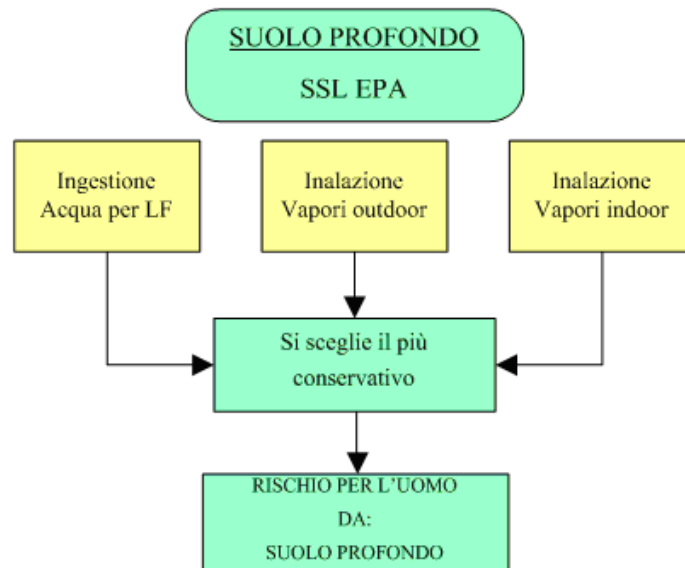 SUOLO PROFONDO
SSL EPA
Ingestione
Acqua per LF
Inalazione
Vapori outdoor
Inalazione
Vapori indoor
Si sceglie il più
conservativo
RISCHIO PER L'UOMO
DA:
SUOLO PROFONDO